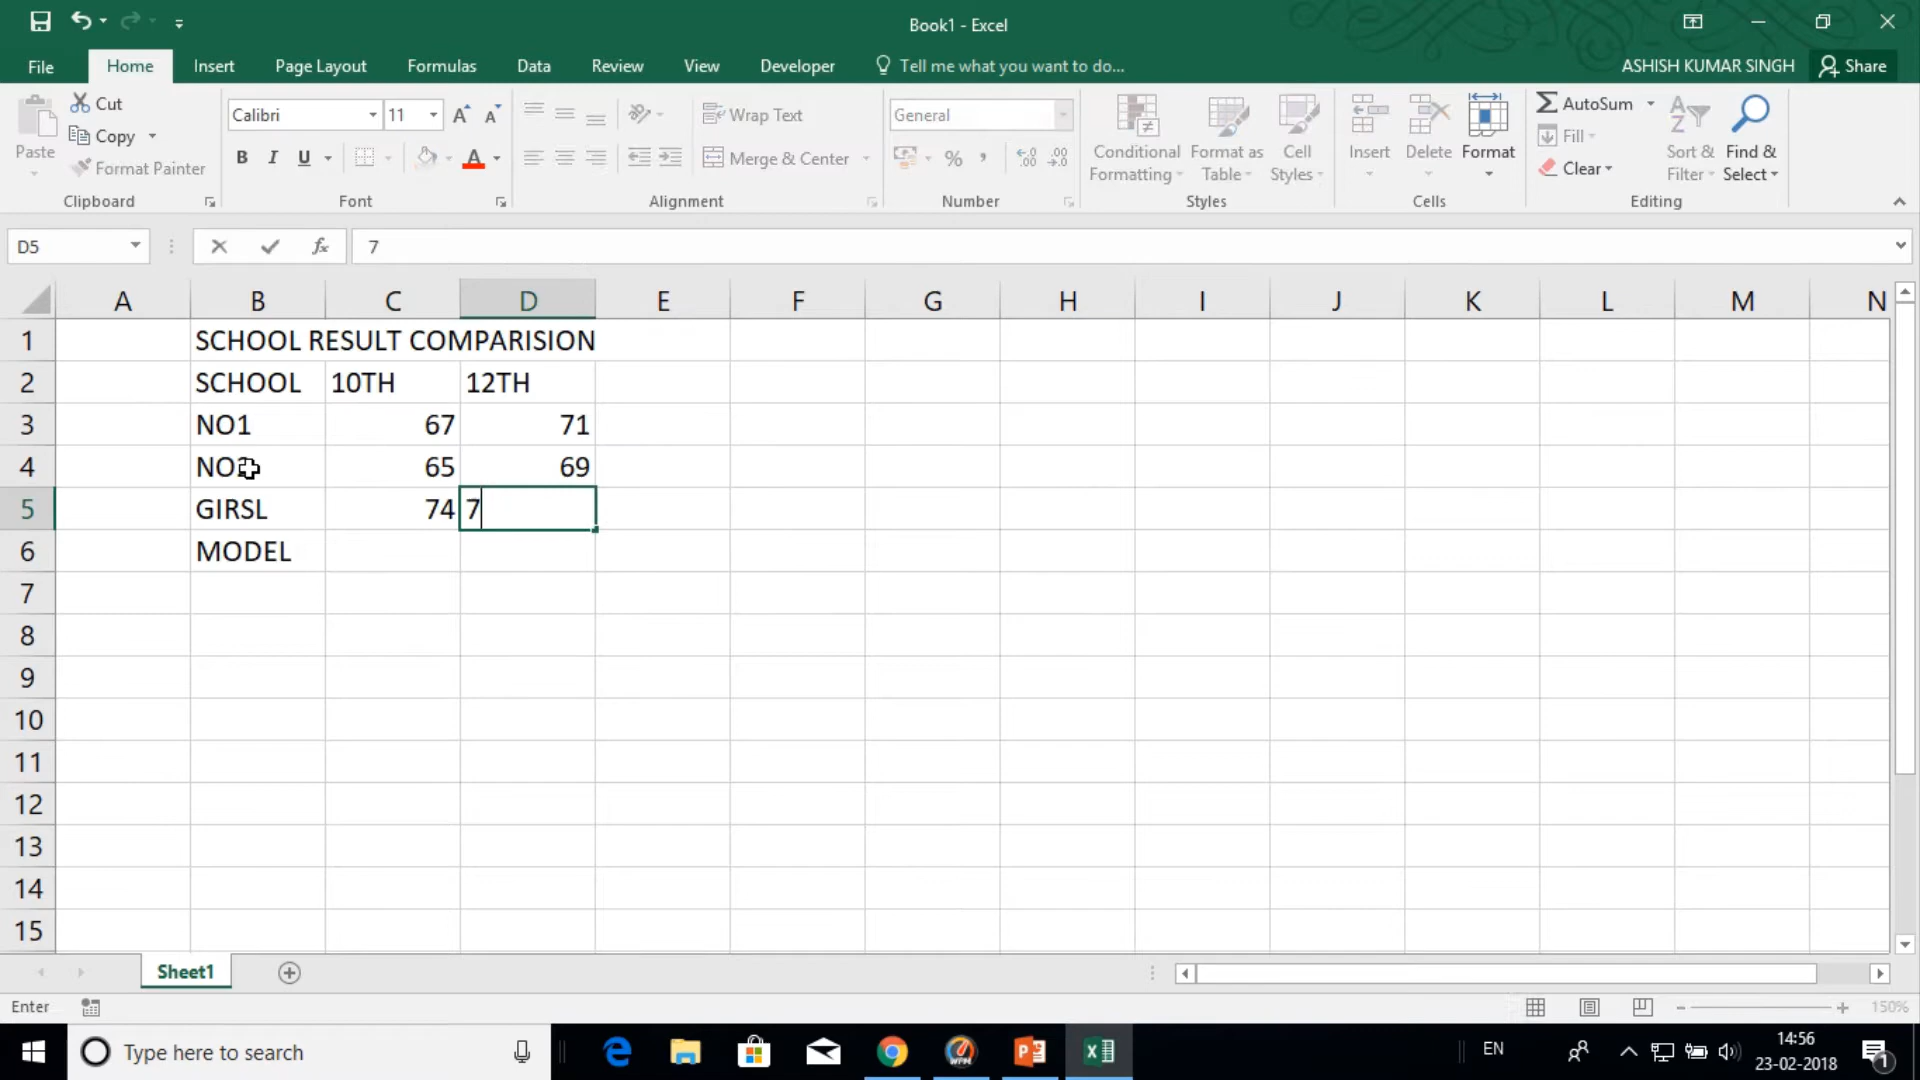 Book1 - Excel
File Home Insert Page Layout Formulas Data Review View Developer Tell me what you want to do... ASHISH KUMAR SINGH Share
Cut Calibri 11 Wrap Text General AutoSum
Paste Copy Conditional Formatting Format as Table Cell Styles Insert Delete Format Fill Sort & Filter Find & Select
Format Painter B I U A Merge & Center % Clear
Clipboard Font Alignment Number Styles Cells Editing
D5 fx 7
A B C D E F G H I J K L M N
1 SCHOOL RESULT COMPARISION
2 SCHOOL 10TH 12TH
3 NO1 67 71
4 NO 65 69
5 GIRSL 74 7
6 MODEL
7
8
9
10
11
12
13
14
15
Sheet1
Enter 150%
Type here to search EN 14:56
23-02-2018 1